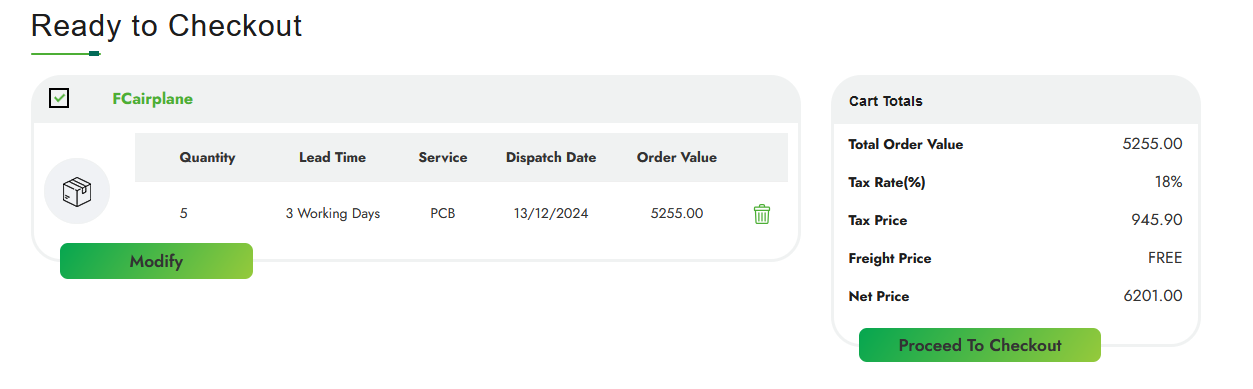 Ready to Checkout
FCairplane
Quantity Lead Time Service Dispatch Date Order Value
5 3 Working Days PCB 13/12/2024 5255.00
Modify
Cart Totals
Total Order Value 5255.00
Tax Rate(%) 18%
Tax Price 945.90
Freight Price FREE
Net Price 6201.00
Proceed To Checkout